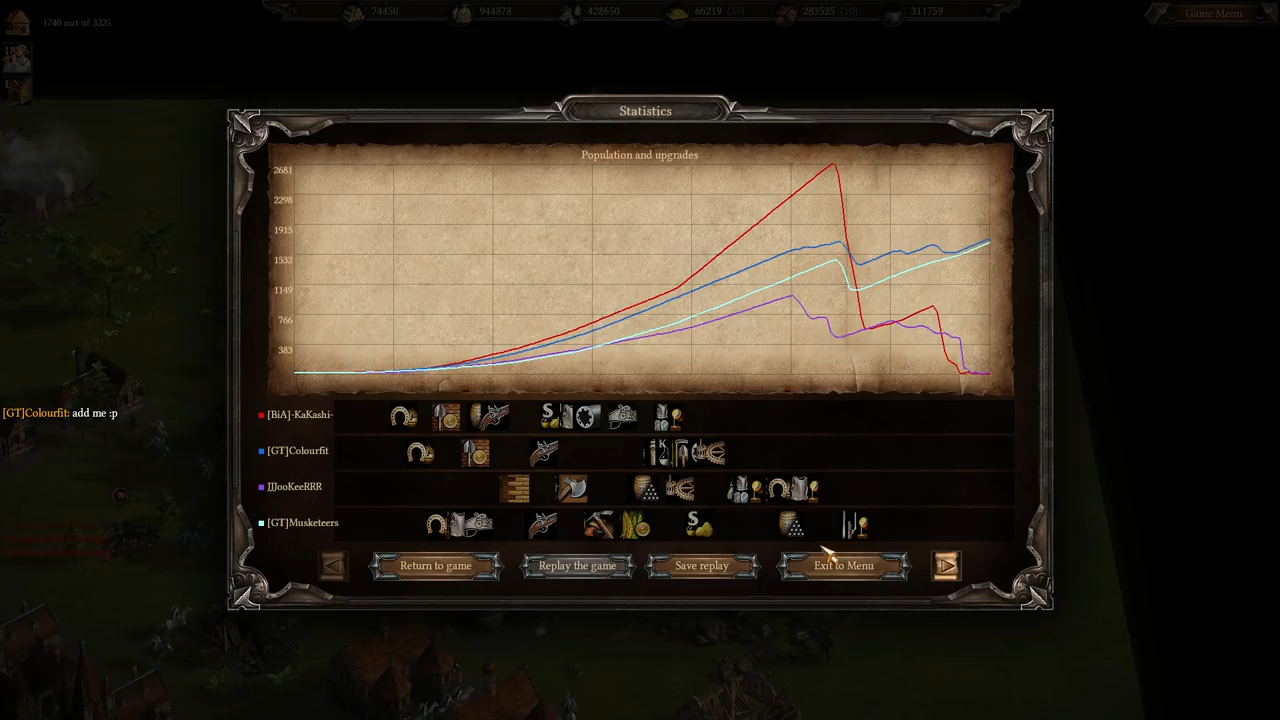 1740 out of 3325
74450
944878
428650
66219 (35)
283525 (10)
311759
Game Menu
Statistics
Population and upgrades
2681
2298
1915
1532
1149
766
383
[GT]Colourfit: add me :p
[BiA]-KaKashi-
[GT]Colourfit
JJJooKeeRRR
[GT]Musketeers
Return to game
Replay the game
Save replay
Exit to Menu